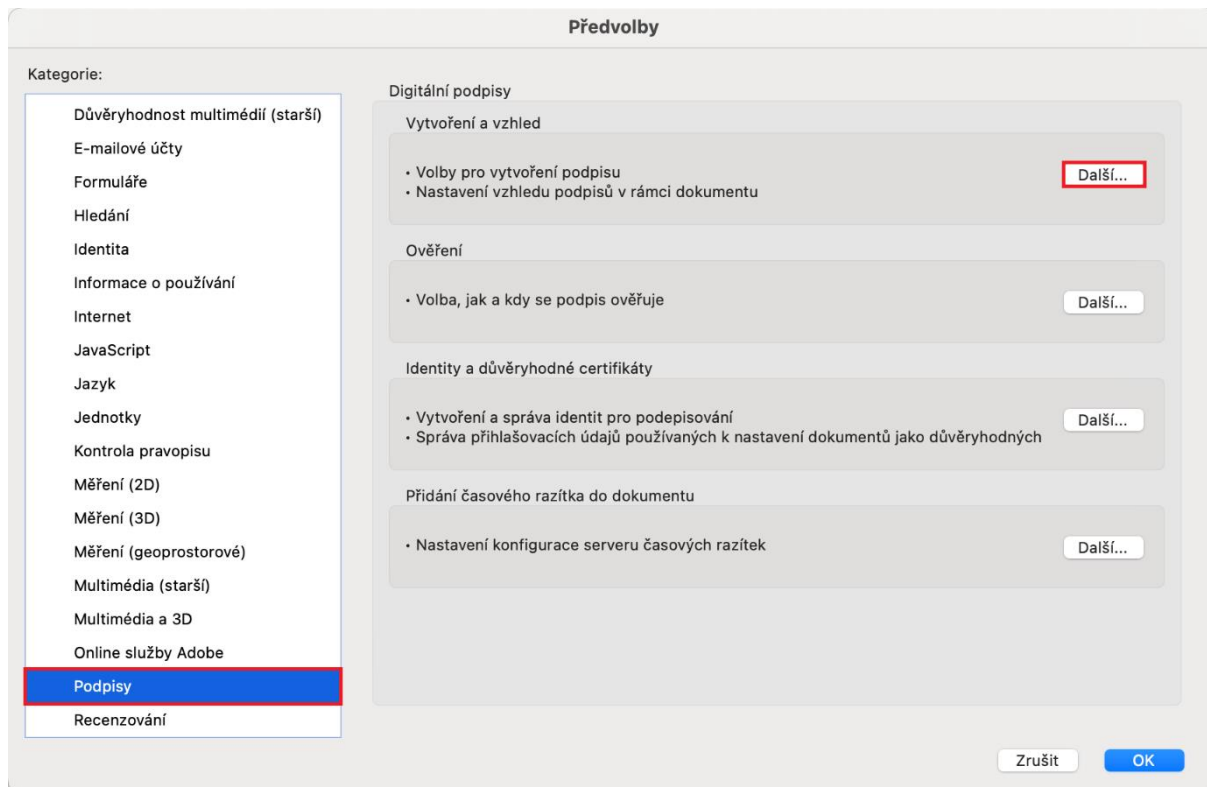 Předvolby
Kategorie:
Důvěryhodnost multimédií (starší)
E-mailové účty
Formuláře
Hledání
Identita
Informace o používání
Internet
JavaScript
Jazyk
Jednotky
Kontrola pravopisu
Měření (2D)
Měření (3D)
Měření (geoprostorové)
Multimédia (starší)
Multimédia a 3D
Online služby Adobe
Podpisy
Recenzování
Digitální podpisy
Vytvoření a vzhled
• Volby pro vytvoření podpisu
• Nastavení vzhledu podpisů v rámci dokumentu
Další...
Ověření
• Volba, jak a kdy se podpis ověřuje
Další...
Identity a důvěryhodné certifikáty
• Vytvoření a správa identit pro podepisování
• Správa přihlašovacích údajů používaných k nastavení dokumentů jako důvěryhodných
Další...
Přidání časového razítka do dokumentu
• Nastavení konfigurace serveru časových razítek
Další...
Zrušit
OK